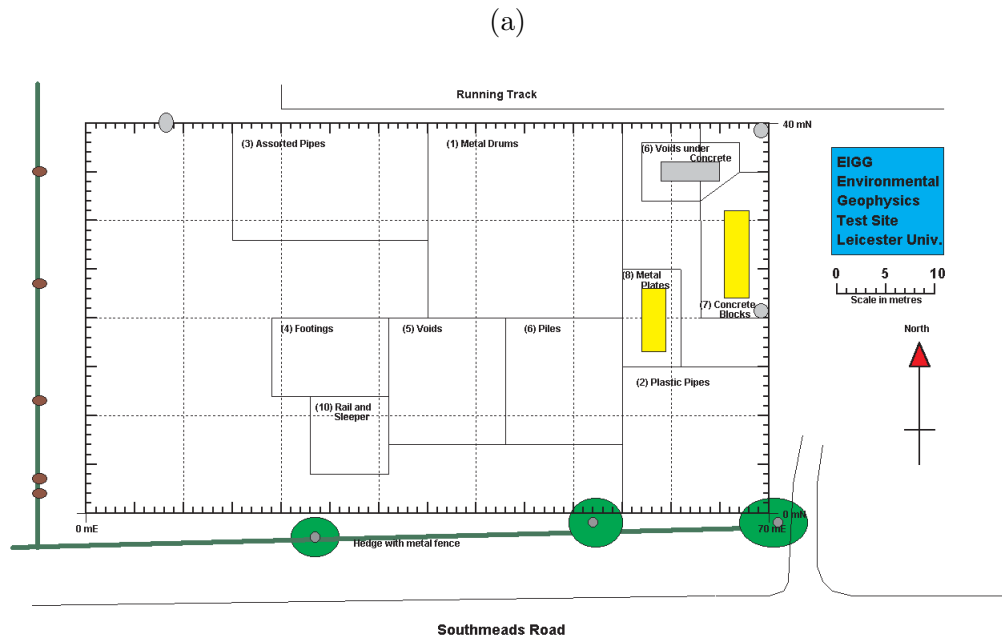 (a)
Running Track
40 mN
(3) Assorted Pipes
(1) Metal Drums
(6) Voids under
Concrete
EIGG
Environmental
Geophysics
Test Site
Leicester Univ.
(8) Metal
Plates
0 5 10
Scale in metres
(7) Concrete
Blocks
(4) Footings
(5) Voids
(6) Piles
North
(2) Plastic Pipes
(10) Rail and
Sleeper
0 mN
0 mE
70 mE
Hedge with metal fence
Southmeads Road